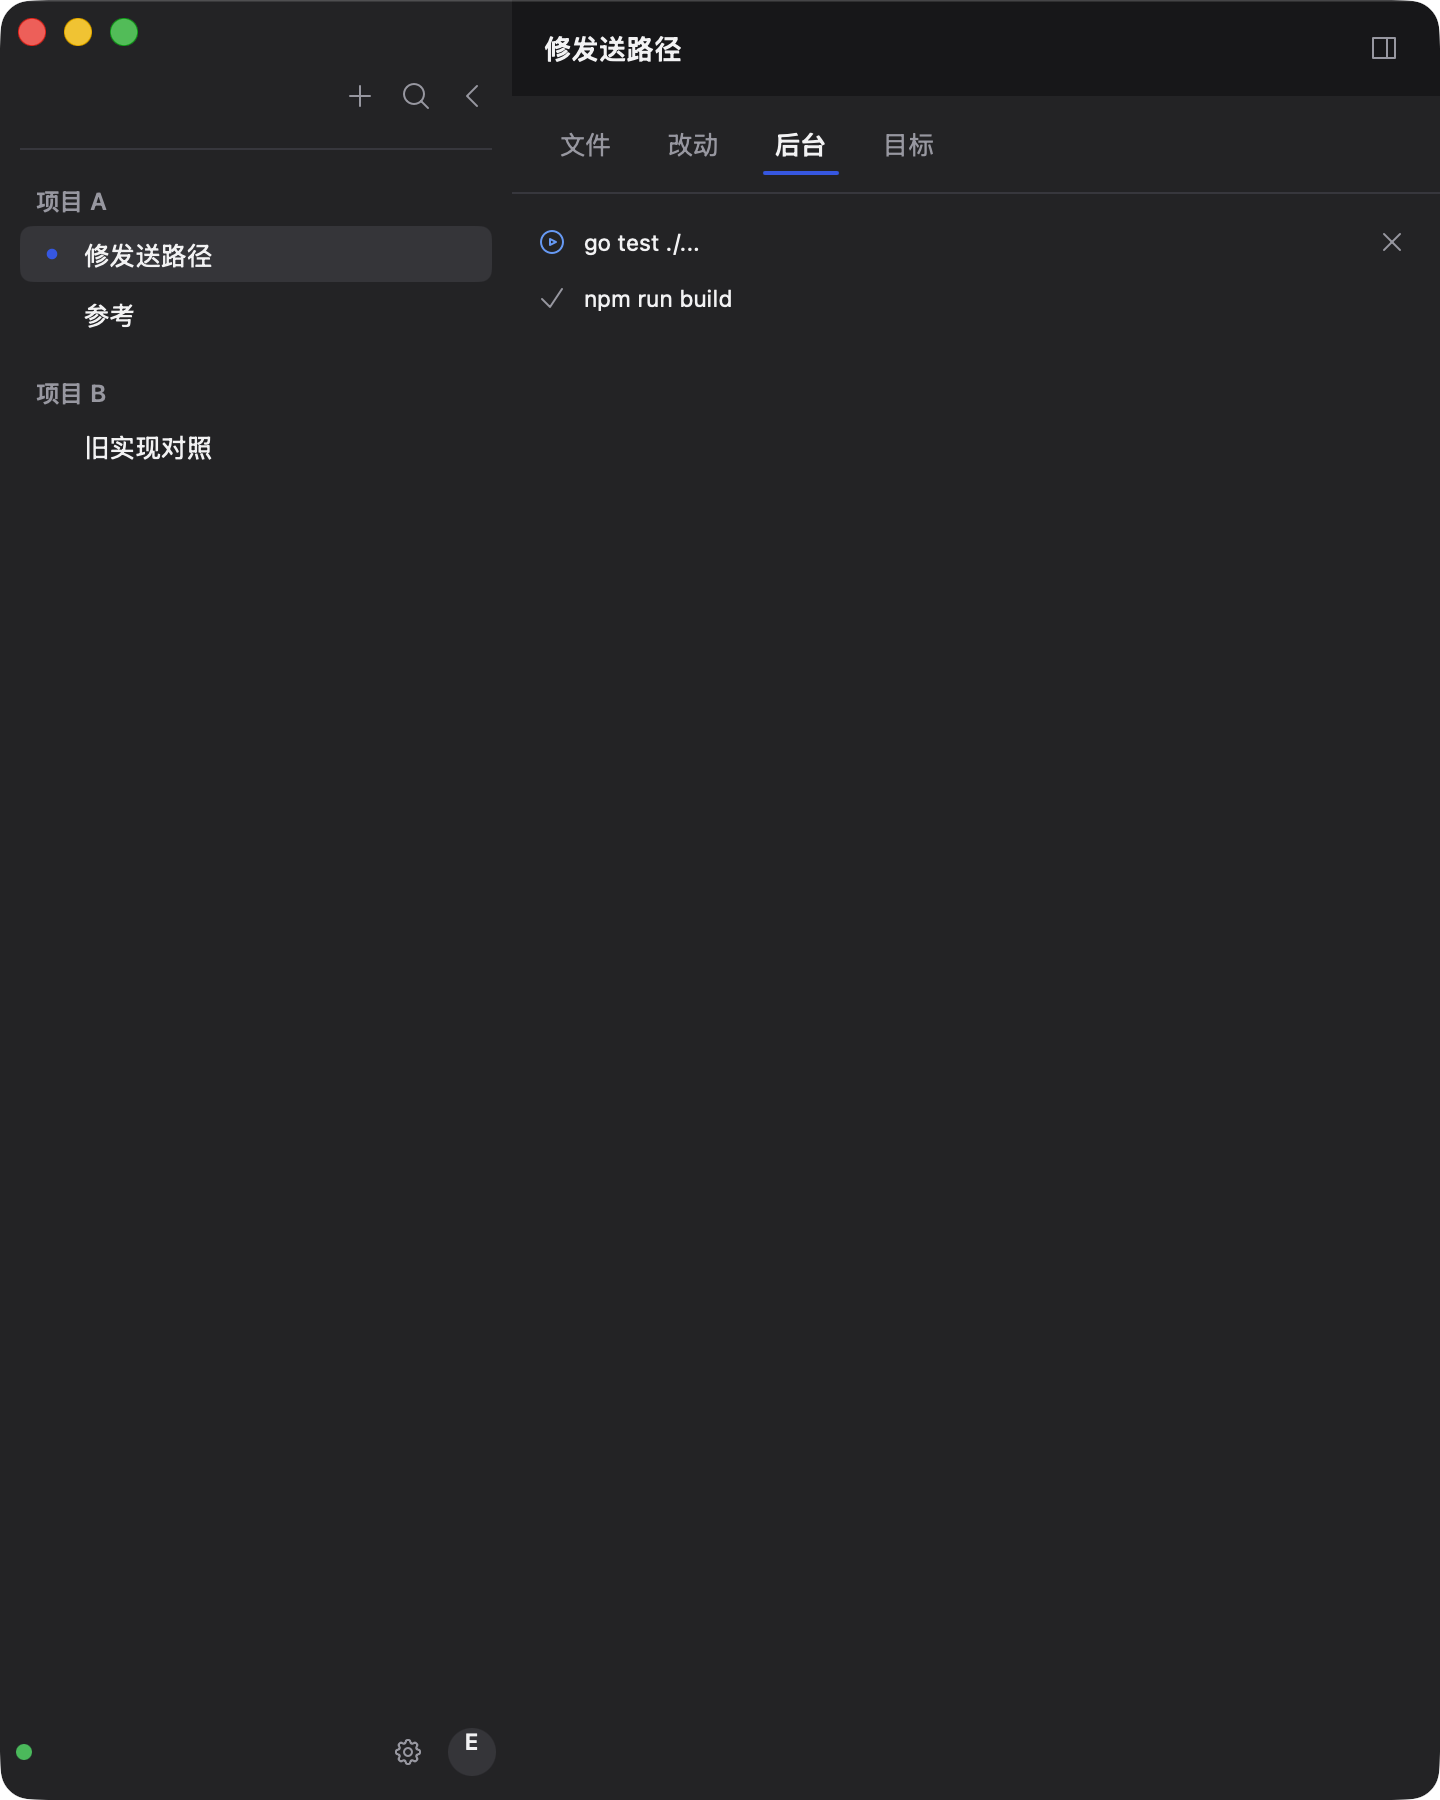 修发送路径
项目 A
修发送路径
参考
项目 B
旧实现对照
文件 改动 后台 目标
go test ./...
npm run build
E